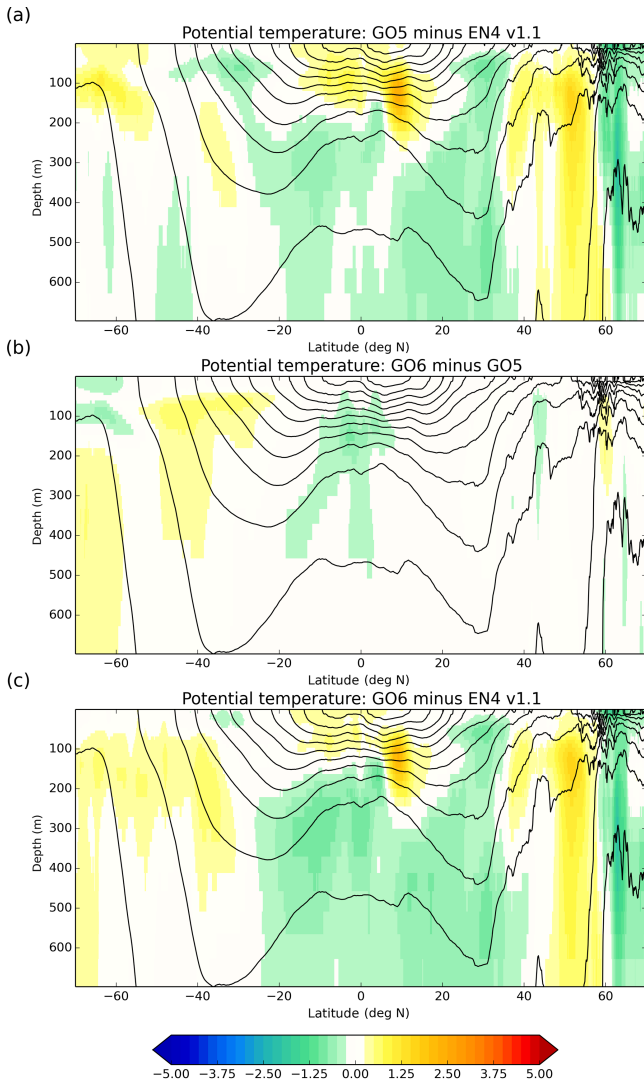 (a)
Potential temperature: GO5 minus EN4 v1.1
100
200
300
400
500
600
Depth (m)
−60 −40 −20 0 20 40 60
Latitude (deg N)
(b)
Potential temperature: GO6 minus GO5
100
200
300
400
500
600
Depth (m)
−60 −40 −20 0 20 40 60
Latitude (deg N)
(c)
Potential temperature: GO6 minus EN4 v1.1
100
200
300
400
500
600
Depth (m)
−60 −40 −20 0 20 40 60
Latitude (deg N)
−5.00 −3.75 −2.50 −1.25 0.00 1.25 2.50 3.75 5.00